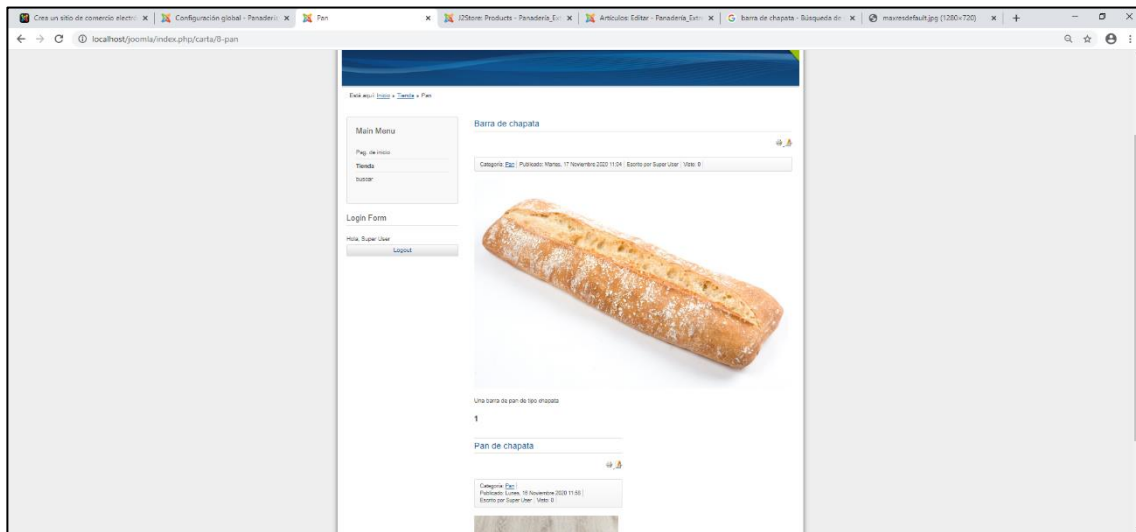 Crea un sitio de comercio electró
Configuración global - Panadería
Pan
J2Store: Products - Panadería_Ext
Artículos: Editar - Panadería_Extr
barra de chapata - Búsqueda de
maxresdefault.jpg (1280×720)
localhost/joomla/index.php/carta/8-pan
Está aquí: Inicio Tienda Pan
Main Menu
Pag. de inicio
Tienda
buscar
Login Form
Hola, Super User
Logout
Barra de chapata
Categoría: Pan Publicado: Martes, 17 Noviembre 2020 11:04 Escrito por Super User Visto: 0
Una barra de pan de tipo chapata
1
Pan de chapata
Categoría: Pan
Publicado: Lunes, 16 Noviembre 2020 11:50
Escrito por Super User Visto: 0